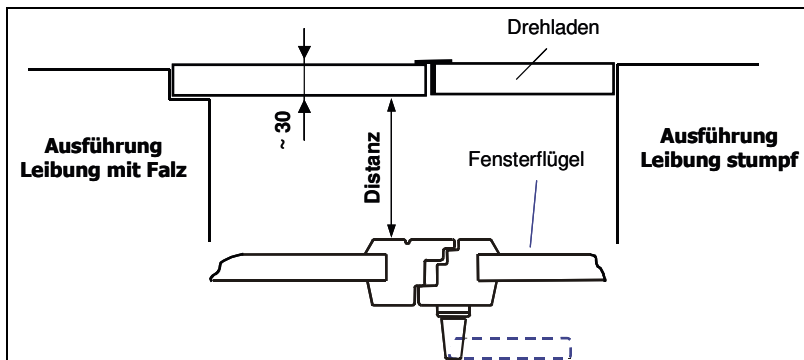 Drehladen
~ 30
Distanz
Ausführung
Leibung mit Falz
Fensterflügel
Ausführung
Leibung stumpf